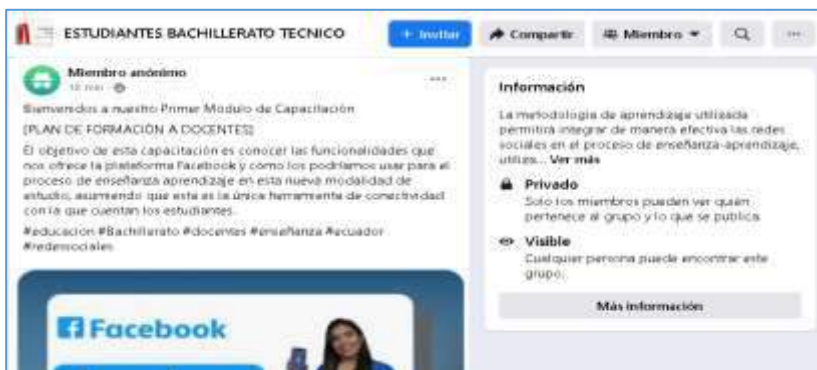 ESTUDIANTES BACHILLERATO TECNICO
+ Invitar
Compartir
Miembro
Miembro anónimo
10 min
Bienvenidos a nuestro Primer Modulo de Capacitación
[PLAN DE FORMACIÓN A DOCENTES]
El objetivo de esta capacitación es conocer las funcionalidades que
nos ofrece la plataforma Facebook y como los podríamos usar para el
proceso de enseñanza aprendizaje en esta nueva modalidad de
estudio, asumiendo que esta es la única herramienta de conectividad
con la que cuentan los estudiantes.
#educacion #Bachillerato #docentes #enseñanza #ecuador
#redessociales
Facebook
Información
La metodología de aprendizaje utilizada
permitirá integrar de manera efectiva las redes
sociales en el proceso de enseñanza-aprendizaje,
utiliza... Ver más
Privado
Solo los miembros pueden ver quién
pertenece al grupo y lo que se publica.
Visible
Cualquier persona puede encontrar este
grupo.
Más información